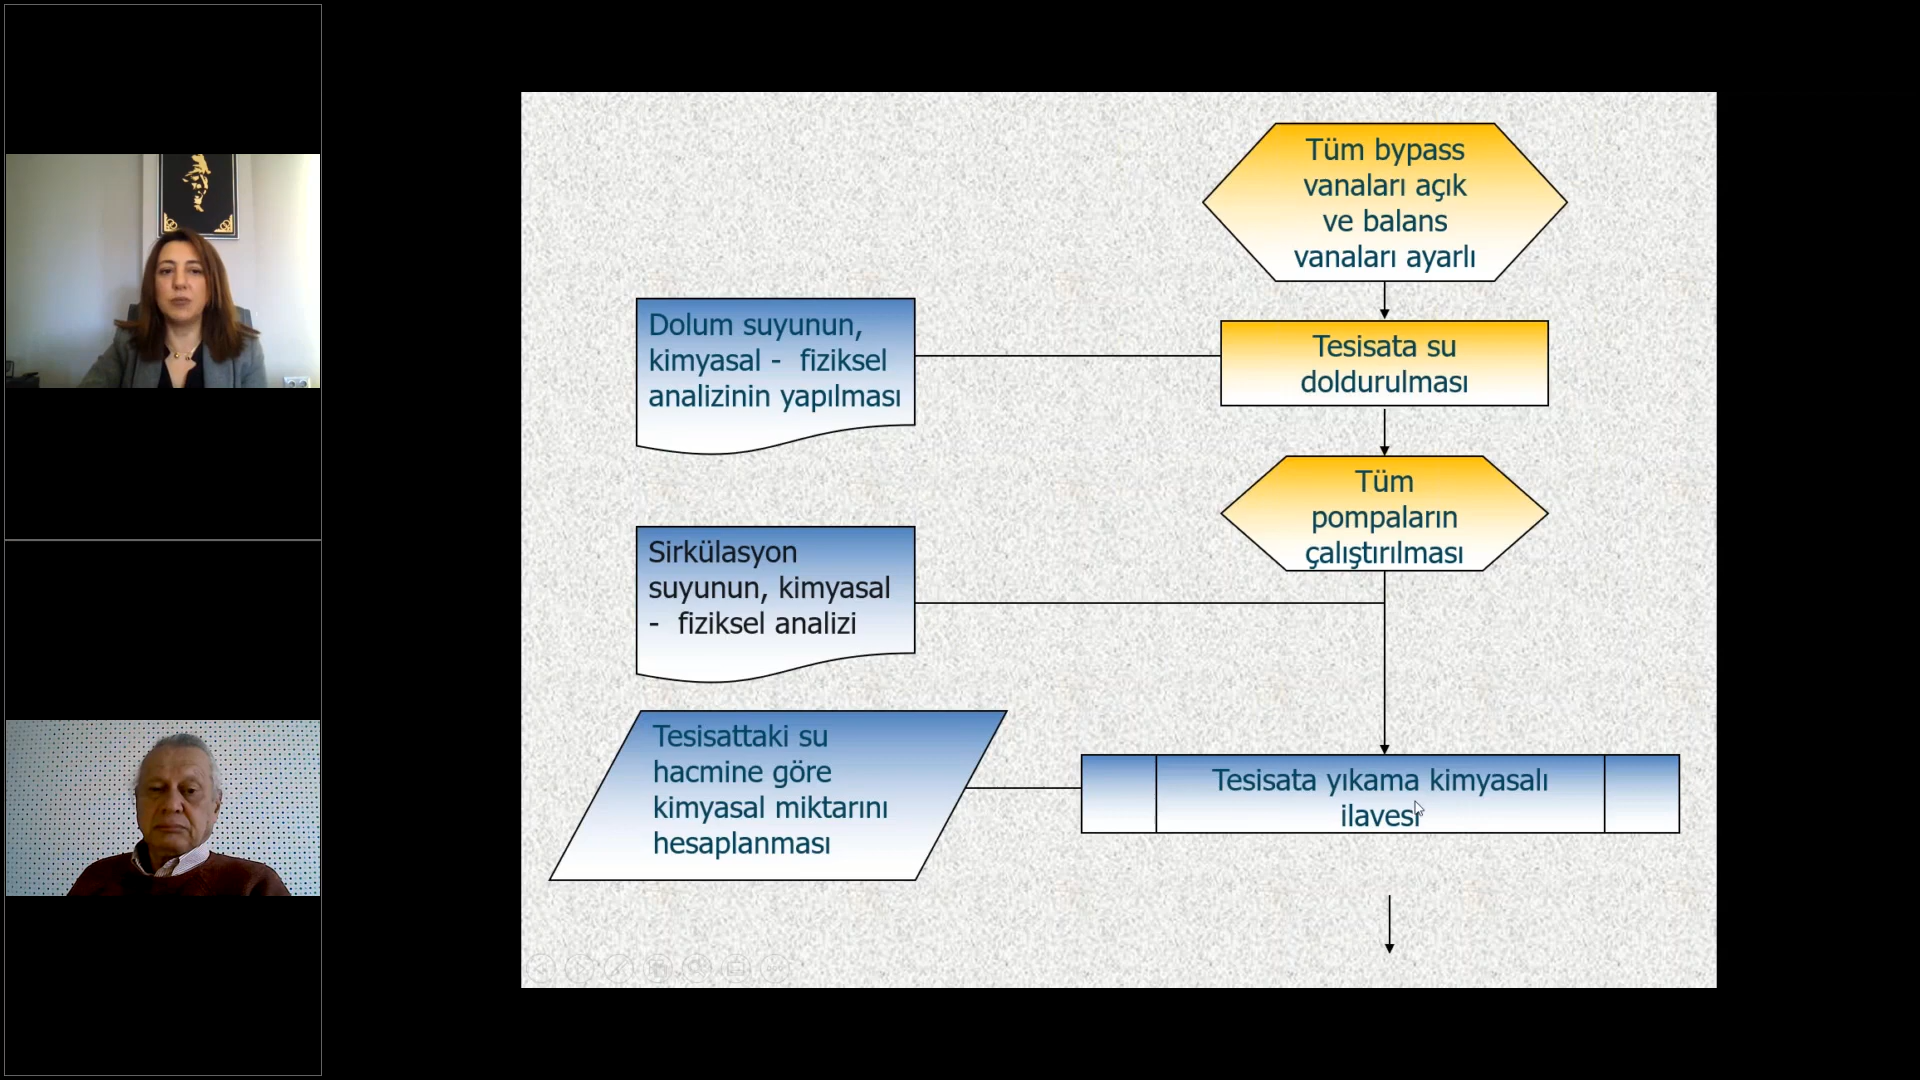 Tüm bypass
vanaları açık
ve balans
vanaları ayarlı
Dolum suyunun,
kimyasal - fiziksel
analizinin yapılması
Tesisata su
doldurulması
Tüm
pompaların
çalıştırılması
Sirkülasyon
suyunun, kimyasal
- fiziksel analizi
Tesisattaki su
hacmine göre
kimyasal miktarını
hesaplanması
Tesisata yıkama kimyasalı
ilavesi